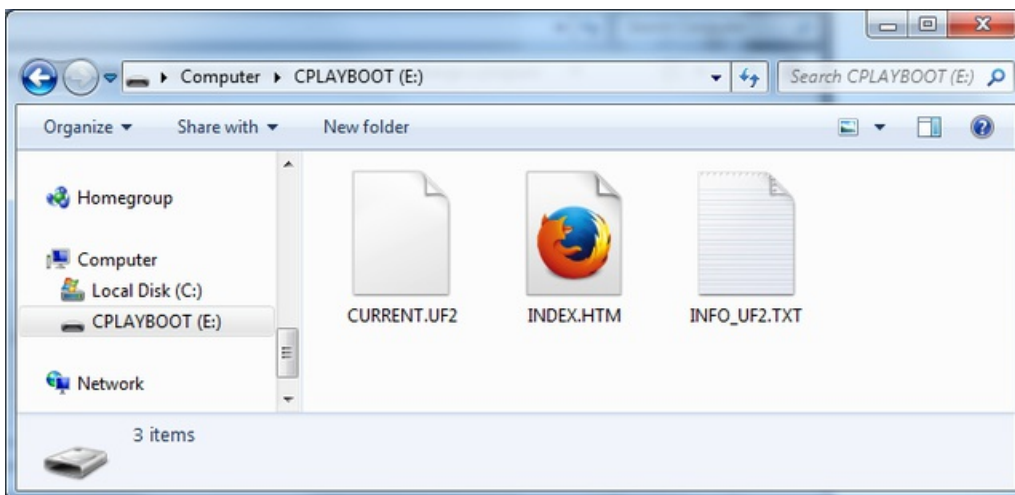 Computer ▸ CPLAYBOOT (E:)
Search CPLAYBOOT (E:)
Organize
Share with
New folder
Homegroup
Computer
Local Disk (C:)
CPLAYBOOT (E:)
Network
CURRENT.UF2
INDEX.HTM
INFO_UF2.TXT
3 items